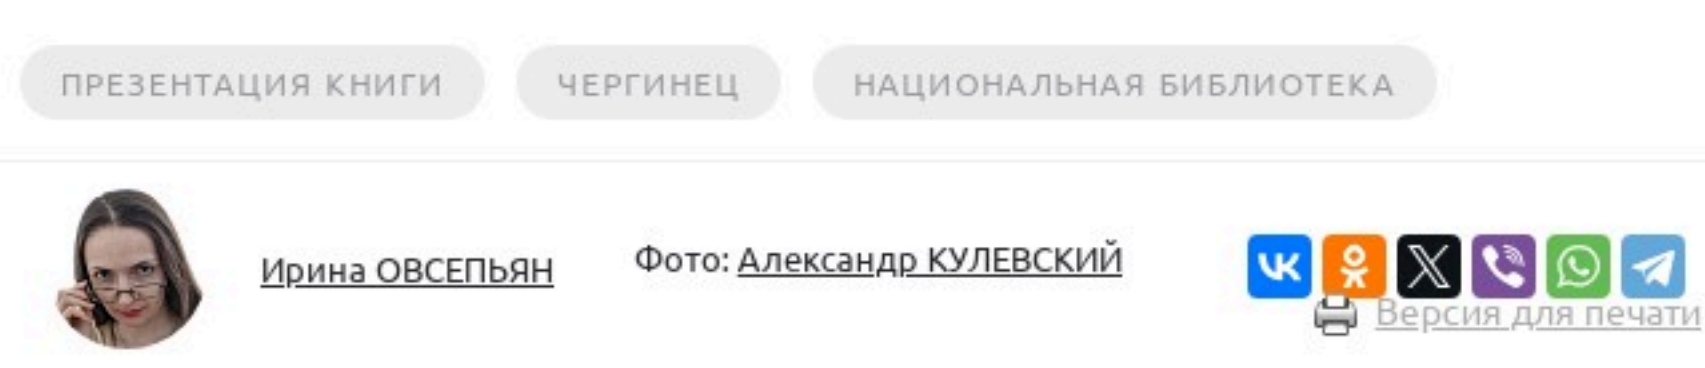 ПРЕЗЕНТАЦИЯ КНИГИ ЧЕРГИНЕЦ НАЦИОНАЛЬНАЯ БИБЛИОТЕКА
Ирина ОВСЕПЬЯН Фото: Александр КУЛЕВСКИЙ
Версия для печати